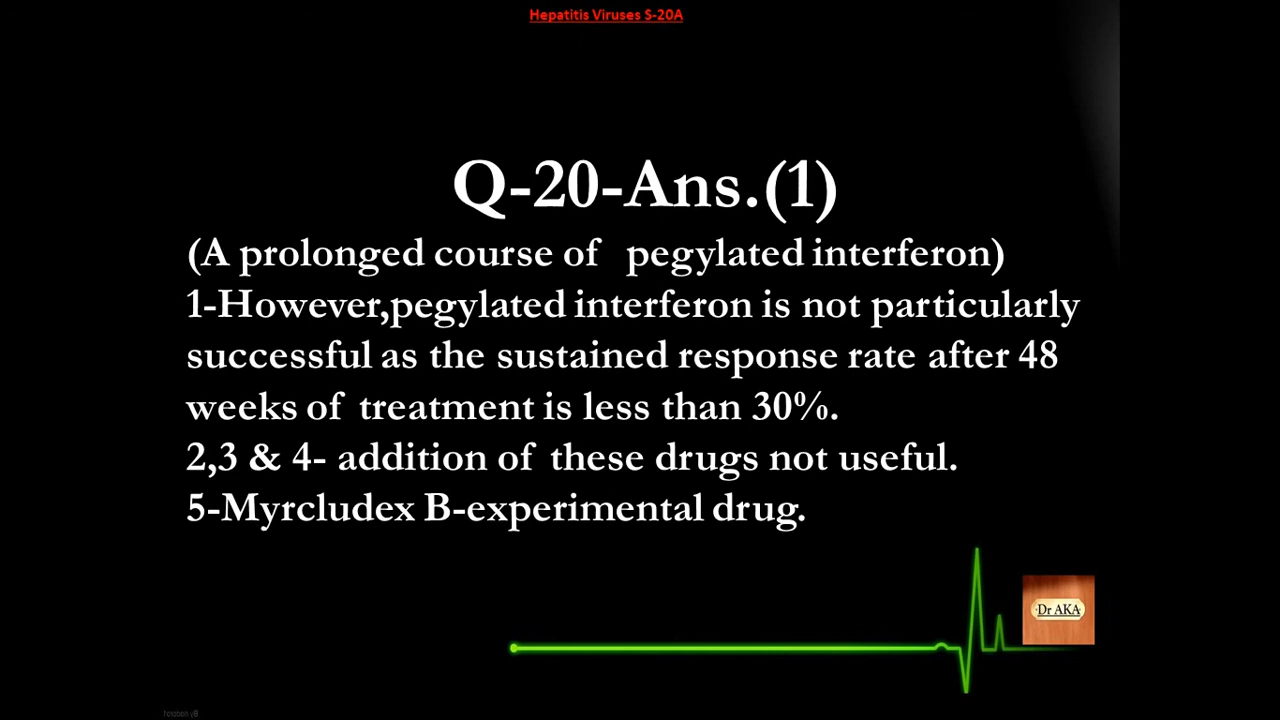 Hepatitis Viruses S-20A
Q-20-Ans.(1)
(A prolonged course of pegylated interferon)
1-However,pegylated interferon is not particularly
successful as the sustained response rate after 48
weeks of treatment is less than 30%.
2,3 & 4- addition of these drugs not useful.
5-Myrcludex B-experimental drug.
Dr AKA